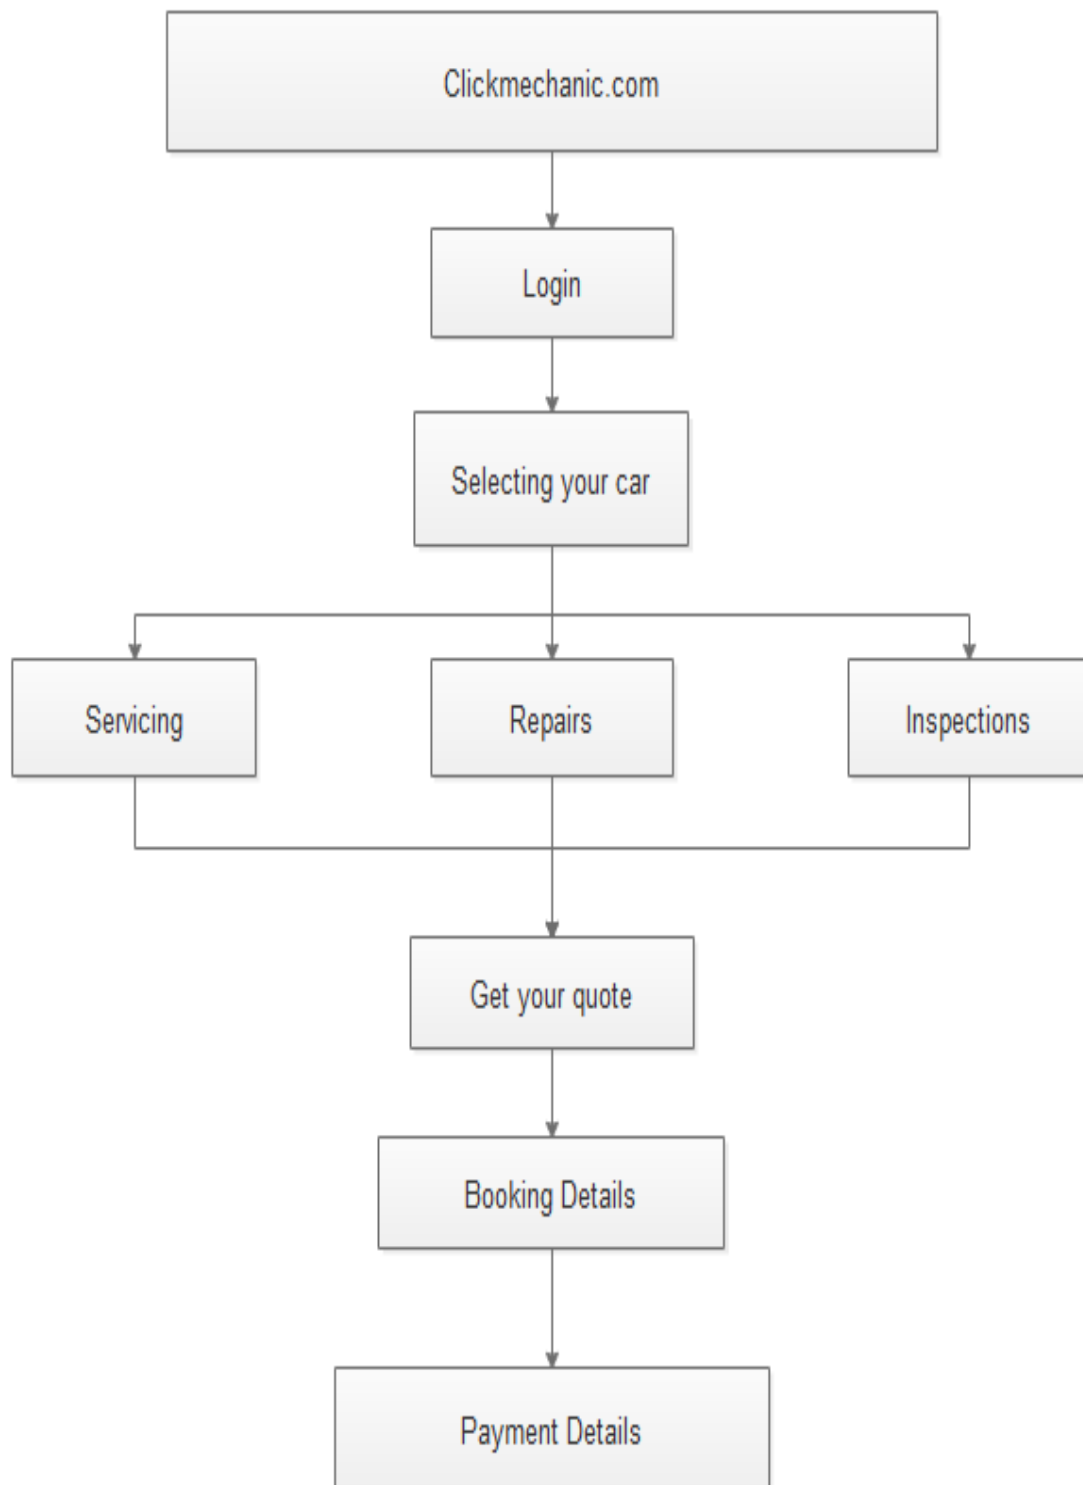 Clickmechanic.com
Login
Selecting your car
Servicing
Repairs
Inspections
Get your quote
Booking Details
Payment Details